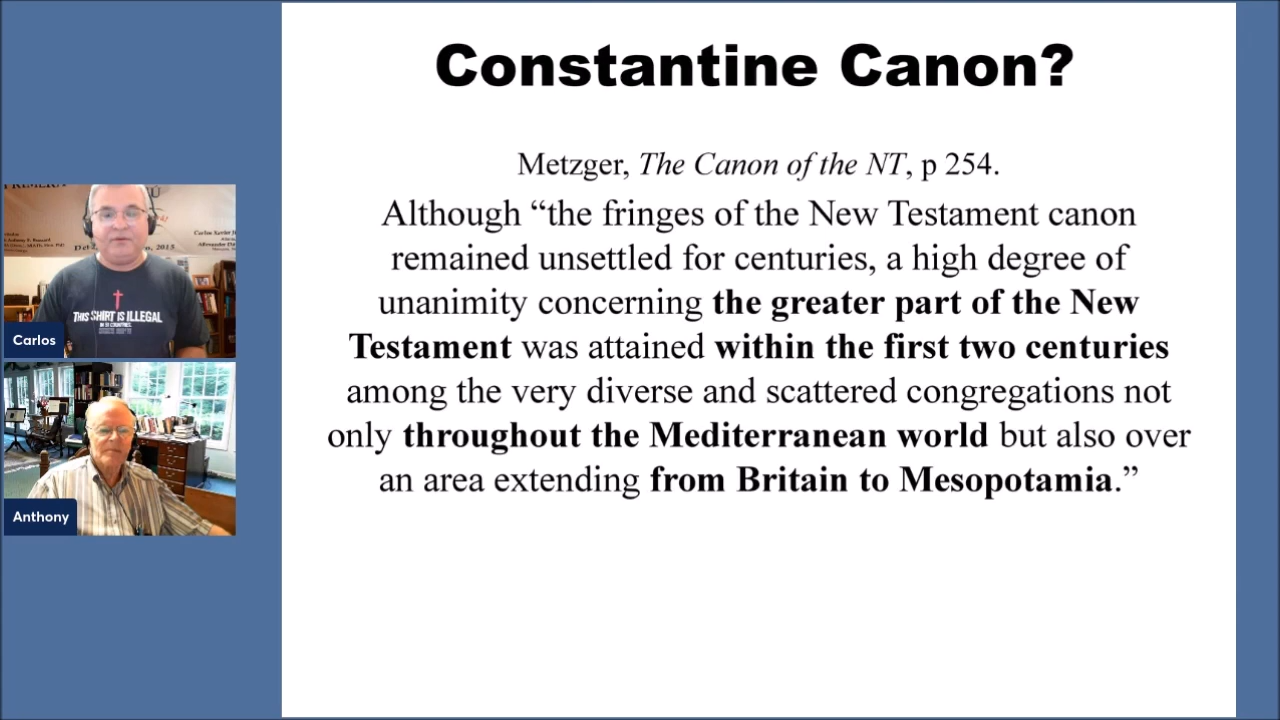 Constantine Canon?
Metzger, The Canon of the NT, p 254.
Although “the fringes of the New Testament canon
remained unsettled for centuries, a high degree of
unanimity concerning the greater part of the New
Testament was attained within the first two centuries
among the very diverse and scattered congregations not
only throughout the Mediterranean world but also over
an area extending from Britain to Mesopotamia.”
THIS SHIRT IS ILLEGAL
Carlos
Anthony